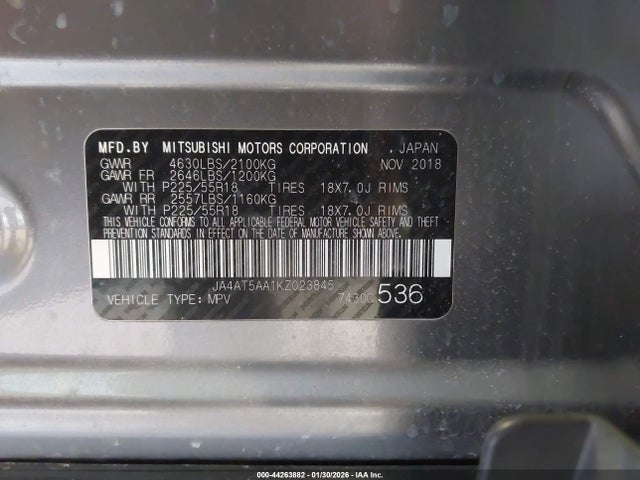 MFD.BY MITSUBISHI MOTORS CORPORATION , JAPAN
GVWR 4630LBS/2100KG NOV 2018
GAWR FR 2646LBS/1200KG
WITH P225/55R18 TIRES 18X7.0J RIMS
GAWR RR 2557LBS/1160KG
WITH P225/55R18 TIRES 18X7.0J RIMS
THIS VEHICLE CONFORMS TO ALL APPLICABLE FEDERAL MOTOR VEHICLE SAFETY AND THEFT
PREVENTION STANDARDS IN EFFECT ON THE DATE OF MANUFACTURE SHOWN ABOVE.
JA4AT5AA1KZ023845
VEHICLE TYPE: MPV 7430C 536
000-44263882 - 01/30/2026 - IAA Inc.